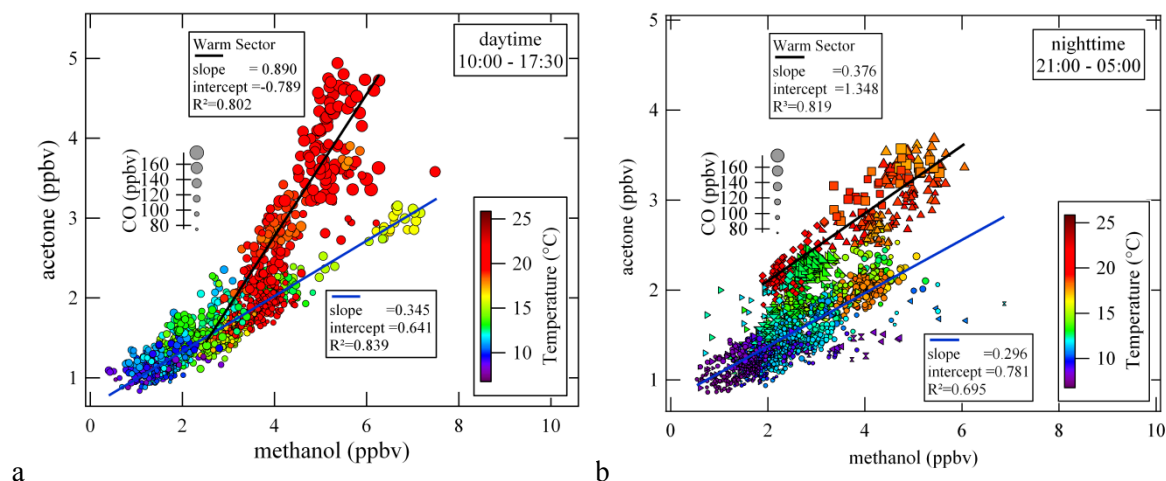 Warm Sector
slope = 0.890
intercept =-0.789
R²=0.802
daytime
10:00 - 17:30
5
4
3
2
1
acetone (ppbv)
CO (ppbv)
160
140
120
100
80
slope =0.345
intercept =0.641
R²=0.839
25
20
15
10
Temperature (°C)
0 2 4 6 8 10
methanol (ppbv)
a
Warm Sector
slope =0.376
intercept =1.348
R³=0.819
nighttime
21:00 - 05:00
5
4
3
2
1
acetone (ppbv)
CO (ppbv)
160
140
120
100
80
slope =0.296
intercept =0.781
R²=0.695
25
20
15
10
Temperature (°C)
0 2 4 6 8 10
methanol (ppbv)
b